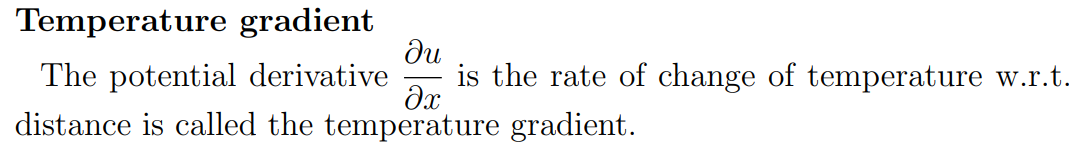 Temperature gradient
The potential derivative ∂u/∂x is the rate of change of temperature w.r.t.
distance is called the temperature gradient.